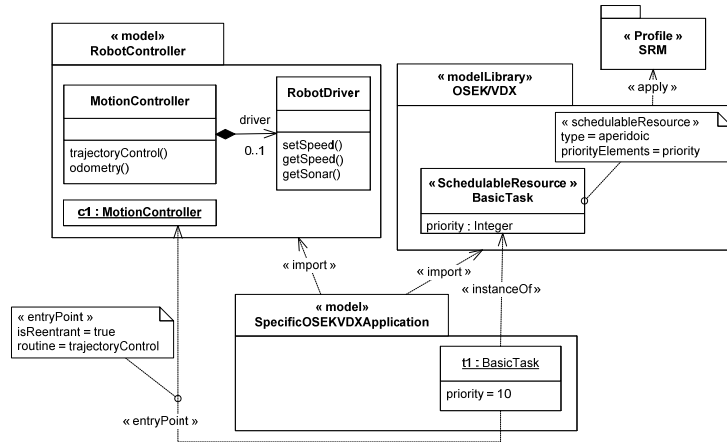 « model»
RobotController
MotionController
trajectoryControl()
odometry()
driver
0..1
RobotDriver
setSpeed()
getSpeed()
getSonar()
c1 : MotionController
« Profile »
SRM
« apply»
« modelLibrary»
OSEK/VDX
« schedulableResource »
type = aperidoic
priorityElements = priority
« SchedulableResource »
BasicTask
priority : Integer
« import»
« import»
« instanceOf »
« entryPoint »
isReentrant = true
routine = trajectoryControl
« model»
SpecificOSEKVDXApplication
t1 : BasicTask
priority = 10
« entryPoint»